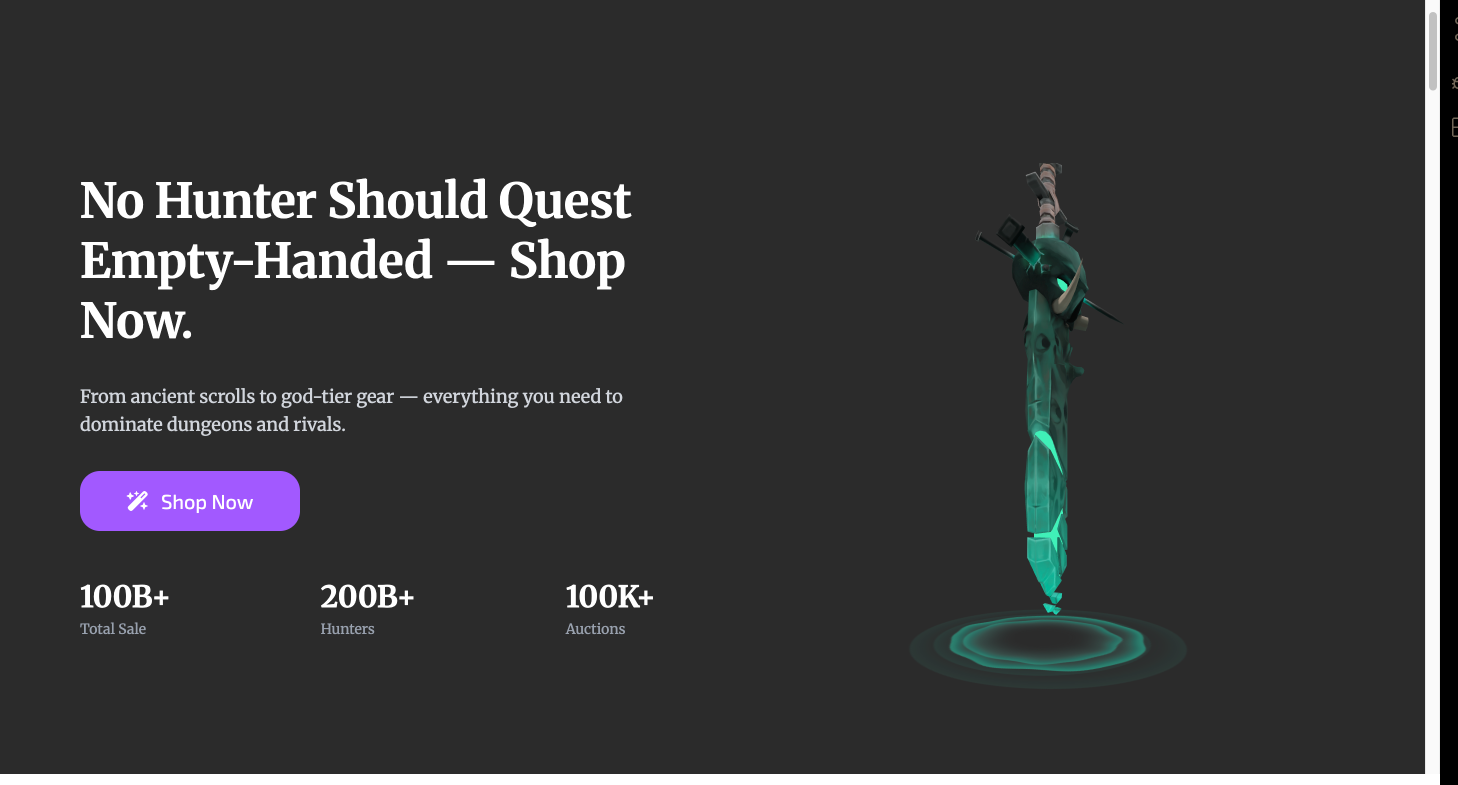 No Hunter Should Quest
Empty-Handed — Shop
Now.
From ancient scrolls to god-tier gear — everything you need to
dominate dungeons and rivals.
Shop Now
100B+ 200B+ 100K+
Total Sale Hunters Auctions